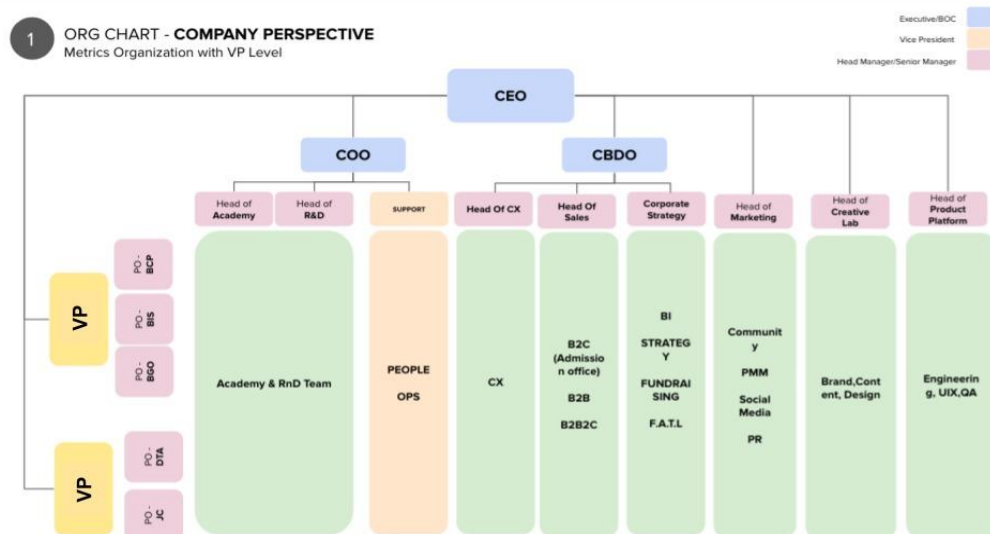 1
ORG CHART - COMPANY PERSPECTIVE
Metrics Organization with VP Level
Executive/BOC
Vice President
Head Manager/Senior Manager
CEO
COO
CBDO
Head of
Academy
Head of
R&D
SUPPORT
Head Of CX
Head Of
Sales
Corporate
Strategy
Head of
Marketing
Head of
Creative
Lab
Head of
Product
Platform
VP
PO -
BCP
PO -
BIS
PO -
BGO
VP
PO -
DTA
PO -
JC
Academy & RnD Team
PEOPLE
OPS
CX
B2C
(Admissio
n office)
B2B
B2B2C
BI
STRATEG
Y
FUNDRAI
SING
F.A.T.L
Communit
y
PMM
Social
Media
PR
Brand,Cont
ent, Design
Engineerin
g, UIX,QA